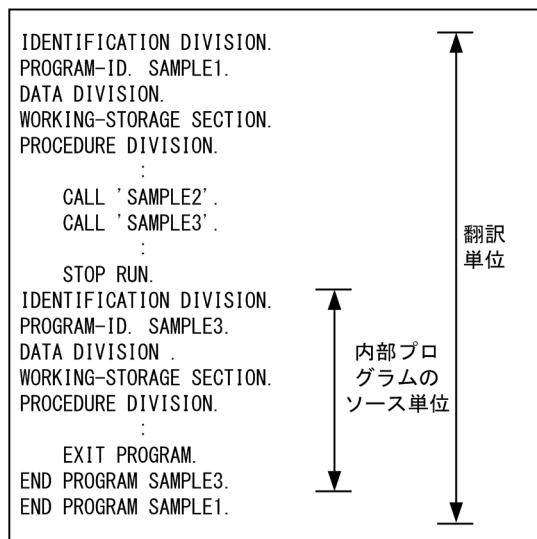 IDENTIFICATION DIVISION.
PROGRAM-ID. SAMPLE1.
DATA DIVISION.
WORKING-STORAGE SECTION.
PROCEDURE DIVISION.
:
CALL 'SAMPLE2'.
CALL 'SAMPLE3'.
:
STOP RUN.
IDENTIFICATION DIVISION.
PROGRAM-ID. SAMPLE3.
DATA DIVISION .
WORKING-STORAGE SECTION.
PROCEDURE DIVISION.
:
EXIT PROGRAM.
END PROGRAM SAMPLE3.
END PROGRAM SAMPLE1.
内部プロ
グラムの
ソース単位
翻訳
単位